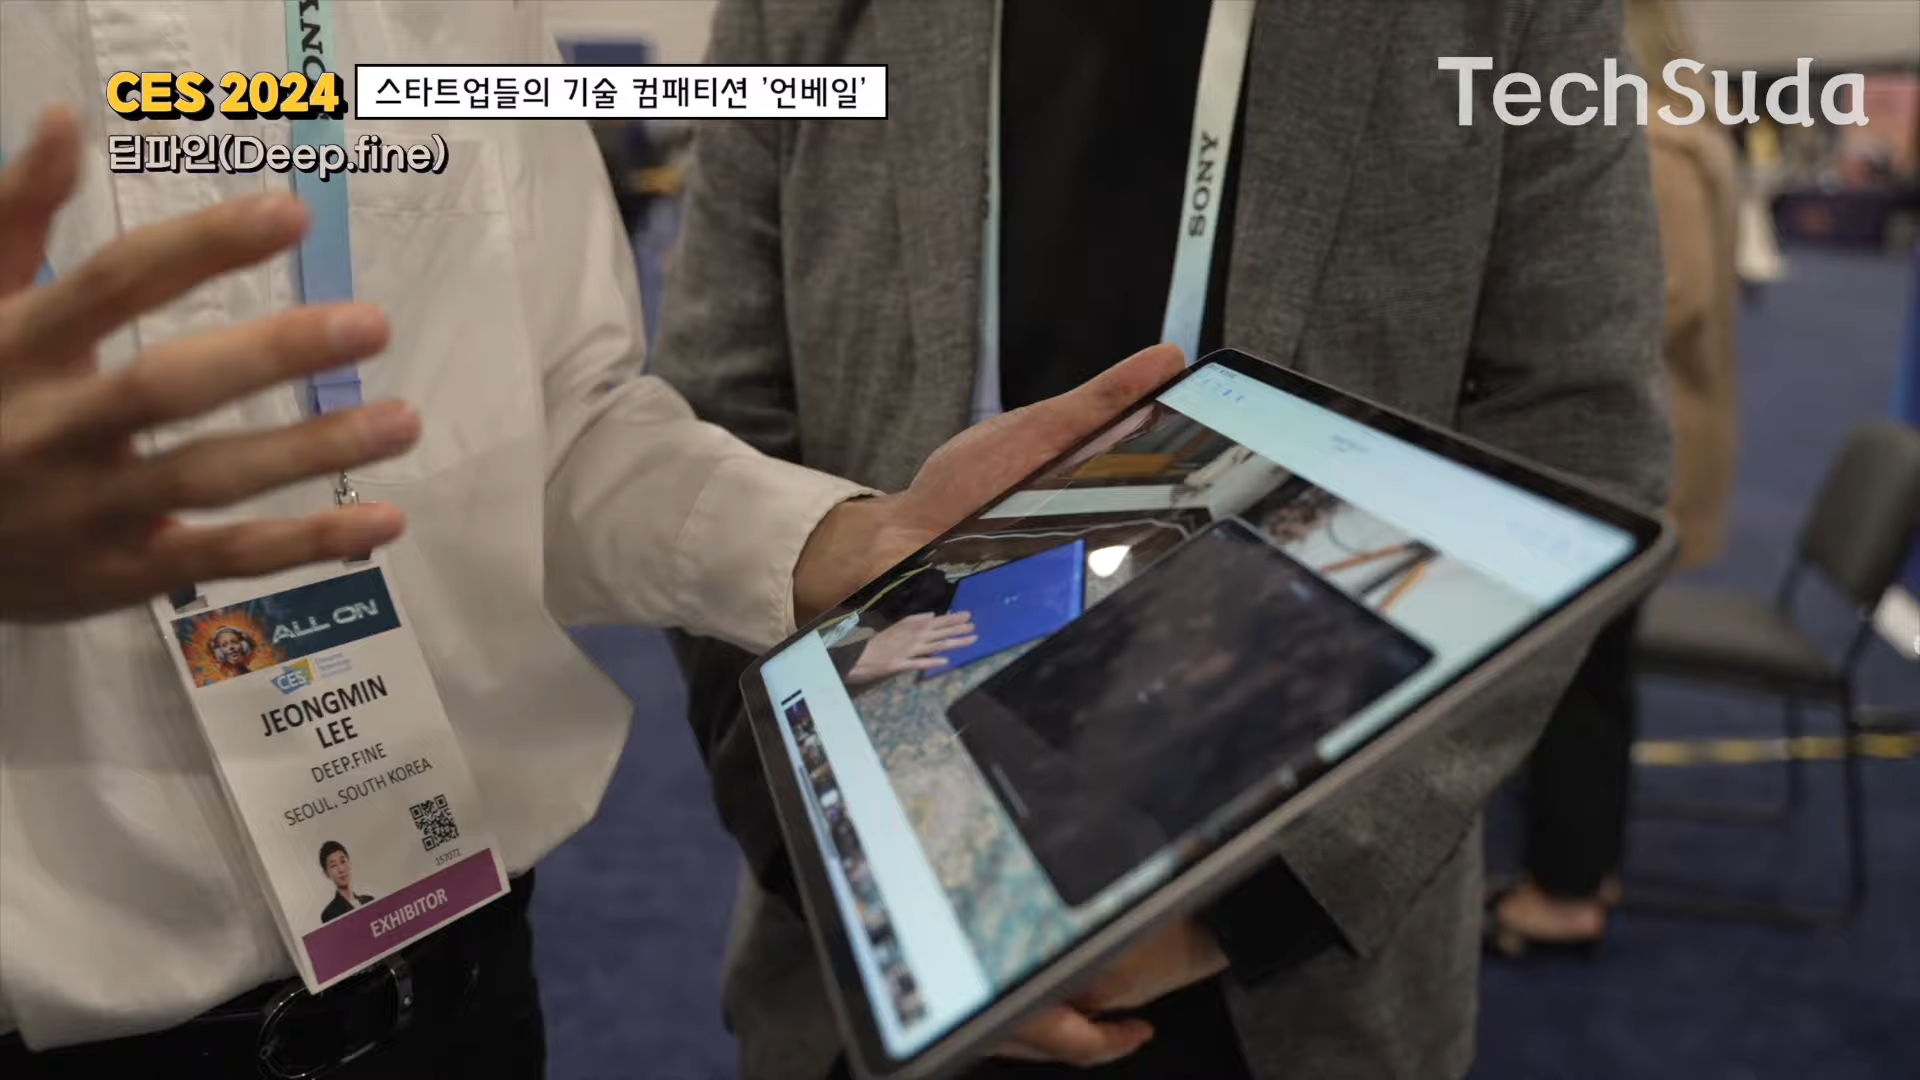 CES 2024
스타트업들의 기술 컴패티션 '언베일'
딥파인(Deep.fine)
TechSuda
SONY
ALL ON
CES
JEONGMIN
LEE
DEEP.FINE
SEOUL, SOUTH KOREA
157072
EXHIBITOR